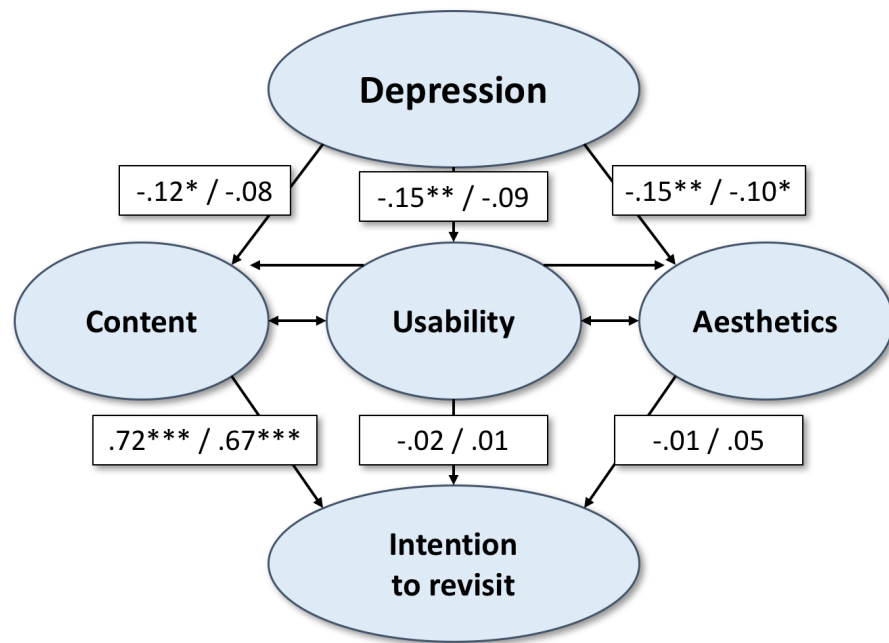 Depression
-.12* / -.08
-.15** / -.09
-.15** / -.10*
Content
Usability
Aesthetics
.72*** / .67***
-.02 / .01
-.01 / .05
Intention
to revisit